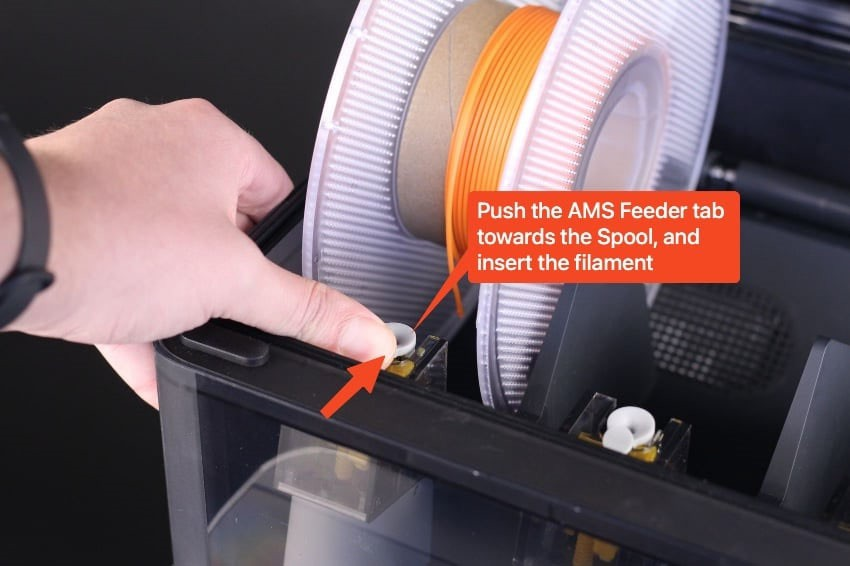 Push the AMS Feeder tab
towards the Spool, and
insert the filament